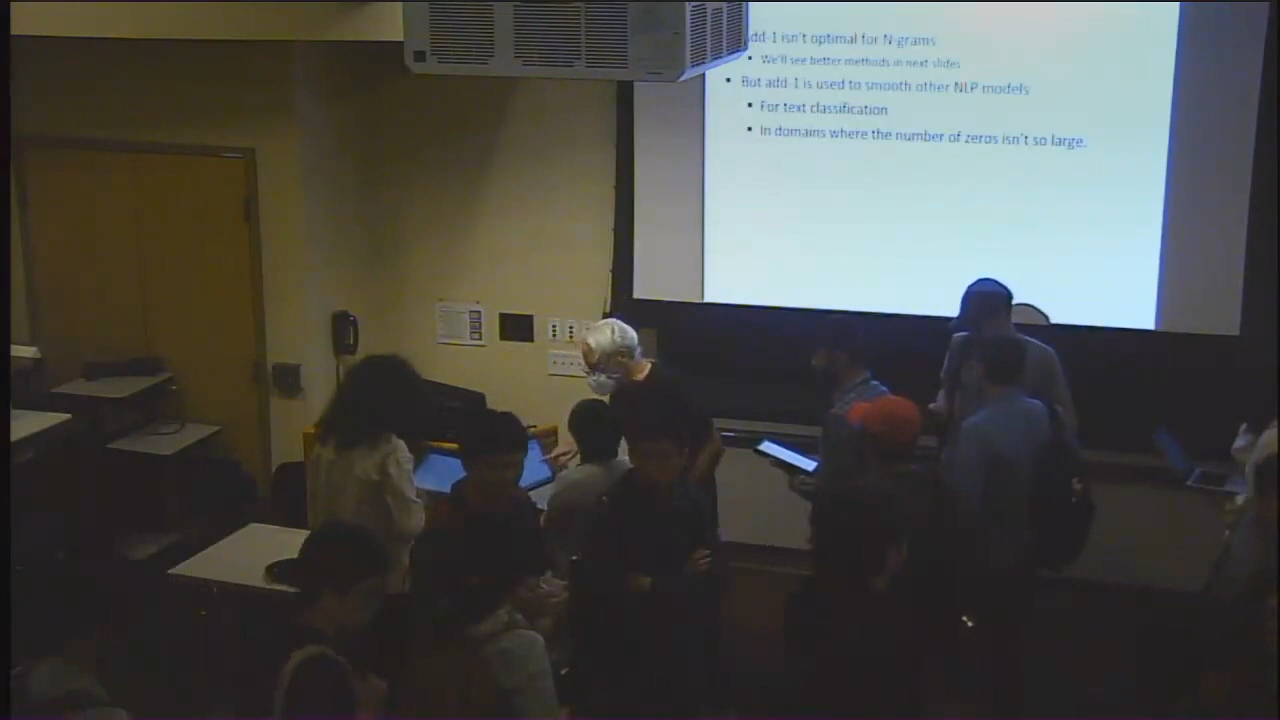 add-1 isn't optimal for N-grams
▪ We'll see better methods in next slides
▪ But add-1 is used to smooth other NLP models
▪ For text classification
▪ In domains where the number of zeros isn't so large.